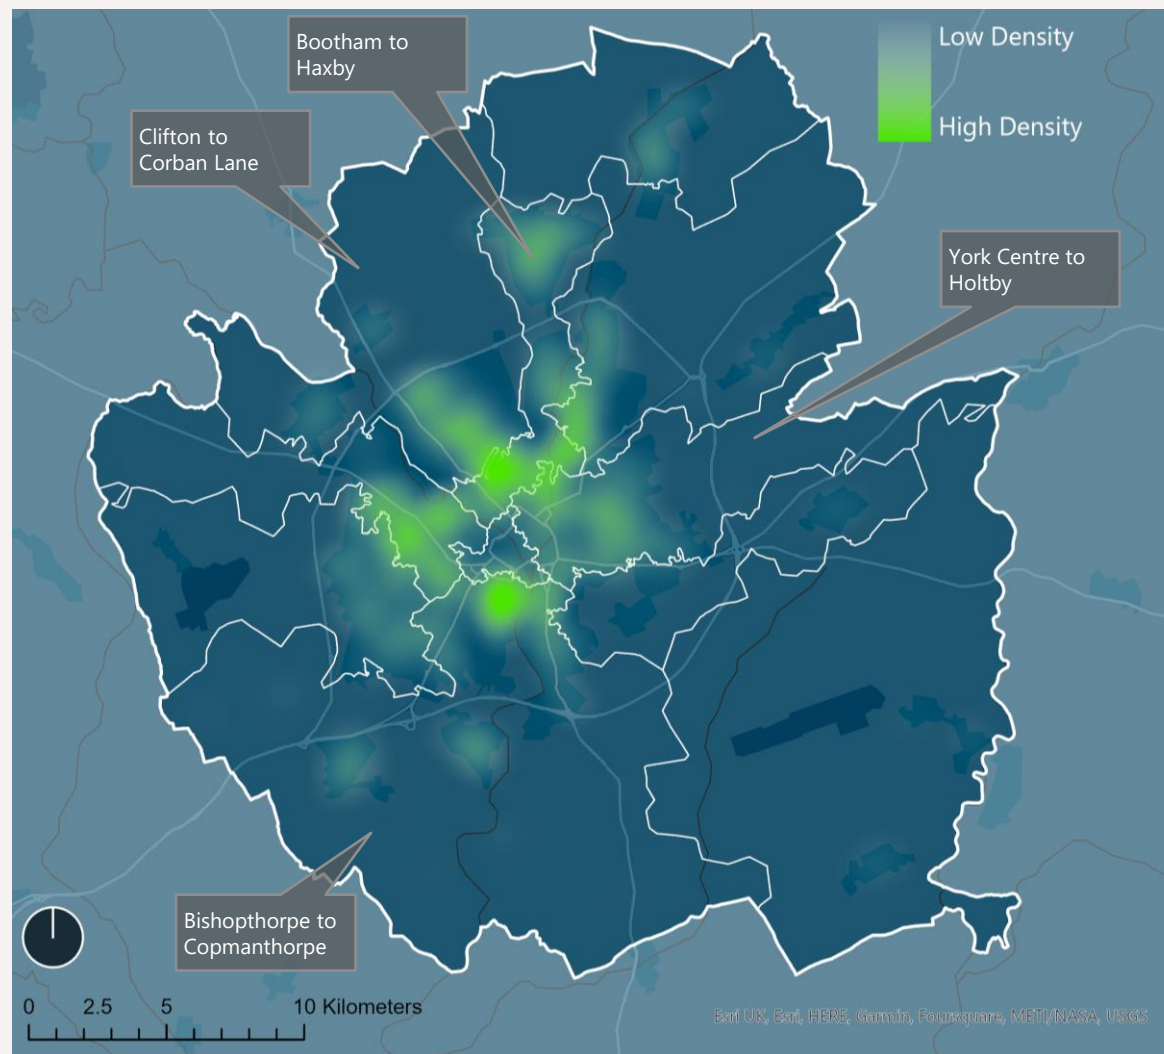 Bootham to
Haxby
Low Density
High Density
Clifton to
Corban Lane
York Centre to
Holtby
Bishopthorpe to
Copmanthorpe
0 2.5 5 10 Kilometers
Esri UK, Esri, HERE, Garmin, Foursquare, METI/NASA, USGS